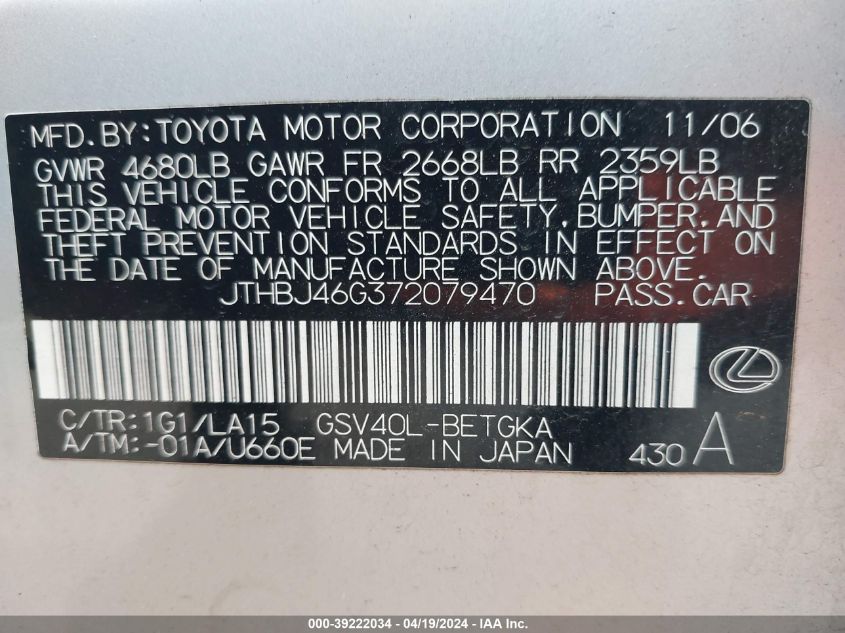 MFD. BY: TOYOTA MOTOR CORPORATION 11/06
GVWR 4680LB GAWR FR 2668LB RR 2359LB
THIS VEHICLE CONFORMS TO ALL APPLICABLE
FEDERAL MOTOR VEHICLE SAFETY, BUMPER, AND
THEFT PREVENTION STANDARDS IN EFFECT ON
THE DATE OF MANUFACTURE SHOWN ABOVE.
JTHBJ46G372079470 PASS. CAR
C/TR: 1G1/LA15 GSV40L-BETGKA
A/TM: -01A/U660E MADE IN JAPAN 430 A
000-39222034 - 04/19/2024 - IAA Inc.